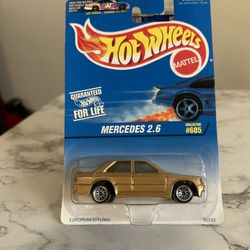 HOT WHEELS
MATTEL
GUARANTEED
FOR LIFE
MERCEDES 2.6
COLLECTOR
#605
EUROPEAN STYLING!